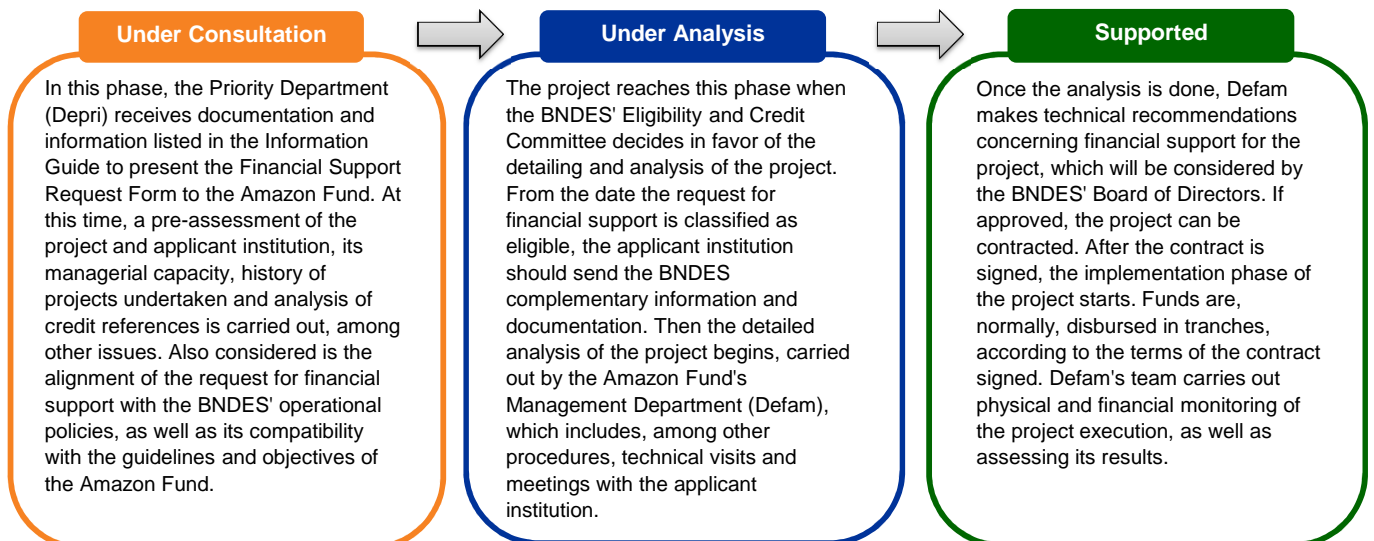 Under Consultation
In this phase, the Priority Department
(Depri) receives documentation and
information listed in the Information
Guide to present the Financial Support
Request Form to the Amazon Fund. At
this time, a pre-assessment of the
project and applicant institution, its
managerial capacity, history of
projects undertaken and analysis of
credit references is carried out, among
other issues. Also considered is the
alignment of the request for financial
support with the BNDES' operational
policies, as well as its compatibility
with the guidelines and objectives of
the Amazon Fund.
Under Analysis
The project reaches this phase when
the BNDES' Eligibility and Credit
Committee decides in favor of the
detailing and analysis of the project.
From the date the request for
financial support is classified as
eligible, the applicant institution
should send the BNDES
complementary information and
documentation. Then the detailed
analysis of the project begins, carried
out by the Amazon Fund's
Management Department (Defam),
which includes, among other
procedures, technical visits and
meetings with the applicant
institution.
Supported
Once the analysis is done, Defam
makes technical recommendations
concerning financial support for the
project, which will be considered by
the BNDES' Board of Directors. If
approved, the project can be
contracted. After the contract is
signed, the implementation phase of
the project starts. Funds are,
normally, disbursed in tranches,
according to the terms of the contract
signed. Defam's team carries out
physical and financial monitoring of
the project execution, as well as
assessing its results.